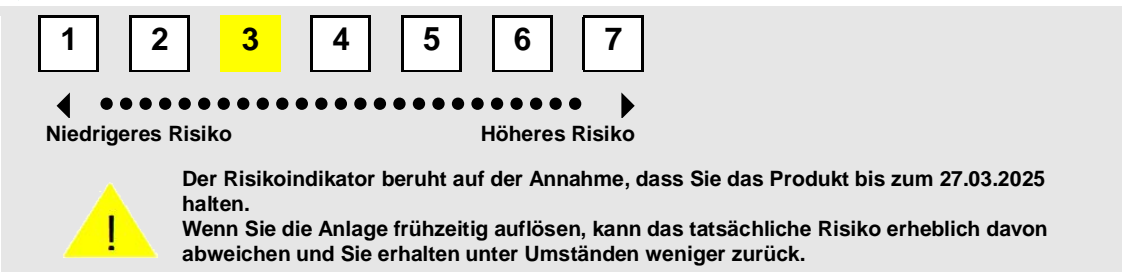 1 2 3 4 5 6 7
Niedrigeres Risiko Höheres Risiko
Der Risikoindikator beruht auf der Annahme, dass Sie das Produkt bis zum 27.03.2025
halten.
Wenn Sie die Anlage frühzeitig auflösen, kann das tatsächliche Risiko erheblich davon
abweichen und Sie erhalten unter Umständen weniger zurück.
!